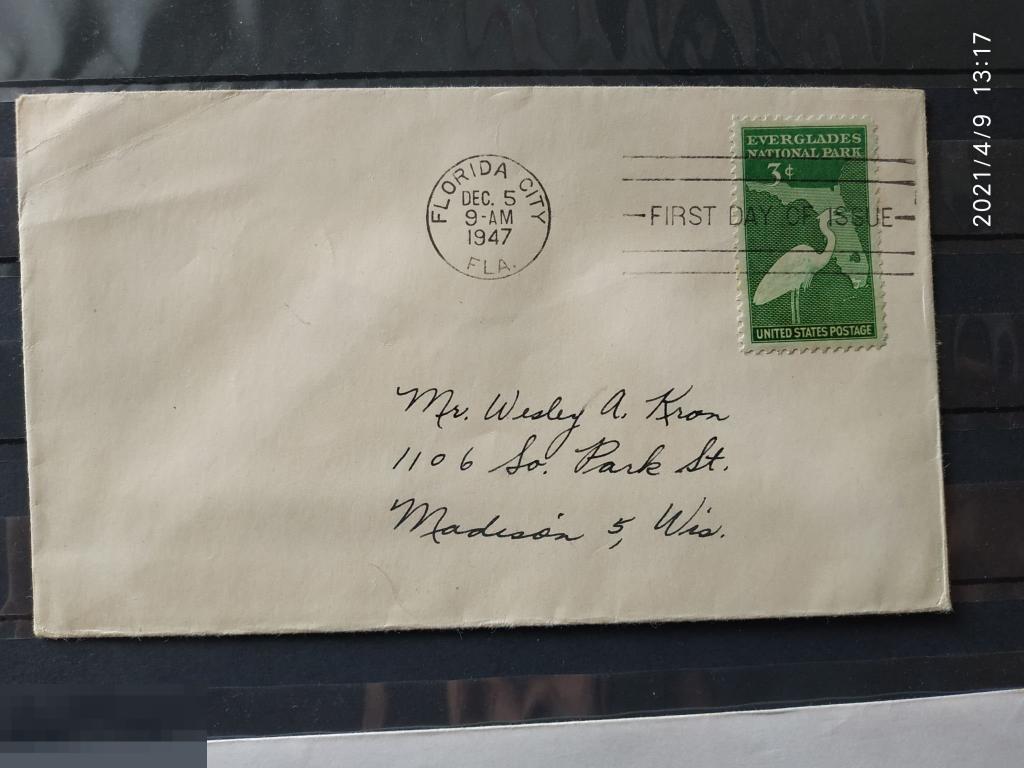 FLORIDA CITY
DEC. 5
9-AM
1947
FLA.
EVERGLADES
NATIONAL PARK
3¢
FIRST DAY OF ISSUE
UNITED STATES POSTAGE
Mr. Wesley A. Kron
1106 So. Park St.
Madison 5, Wis.
2021/4/9 13:17